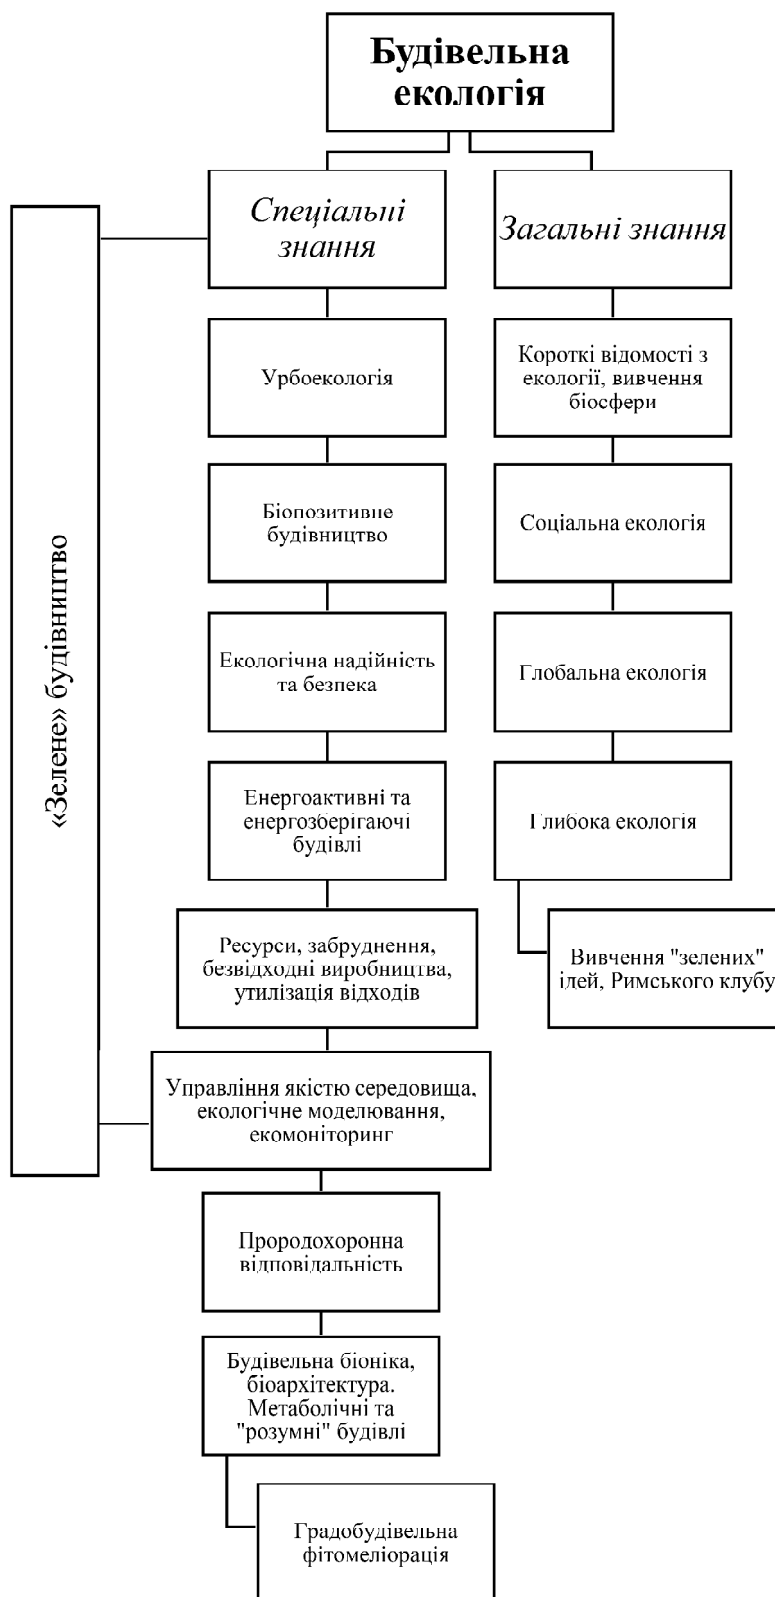 Будівельна
екологія
Спеціальні
знання
Загальні знання
«Зелене» будівництво
Урбоекологія
Короткі відомості з
екології, вивчення
біосфери
Біопозитивне
будівництво
Соціальна екологія
Екологічна надійність
та безпека
Глобальна екологія
Енергоактивні та
енергозберігаючі
будівлі
Глибока екологія
Ресурси, забруднення,
безвідходні виробництва,
утилізація відходів
Вивчення "зелених"
ідей, Римського клубу
Управління якістю середовища,
екологічне моделювання,
екомоніторинг
Прородохоронна
відповідальність
Будівельна біоніка,
біоархітектура.
Метаболічні та
"розумні" будівлі
Градобудівельна
фітомеліорація